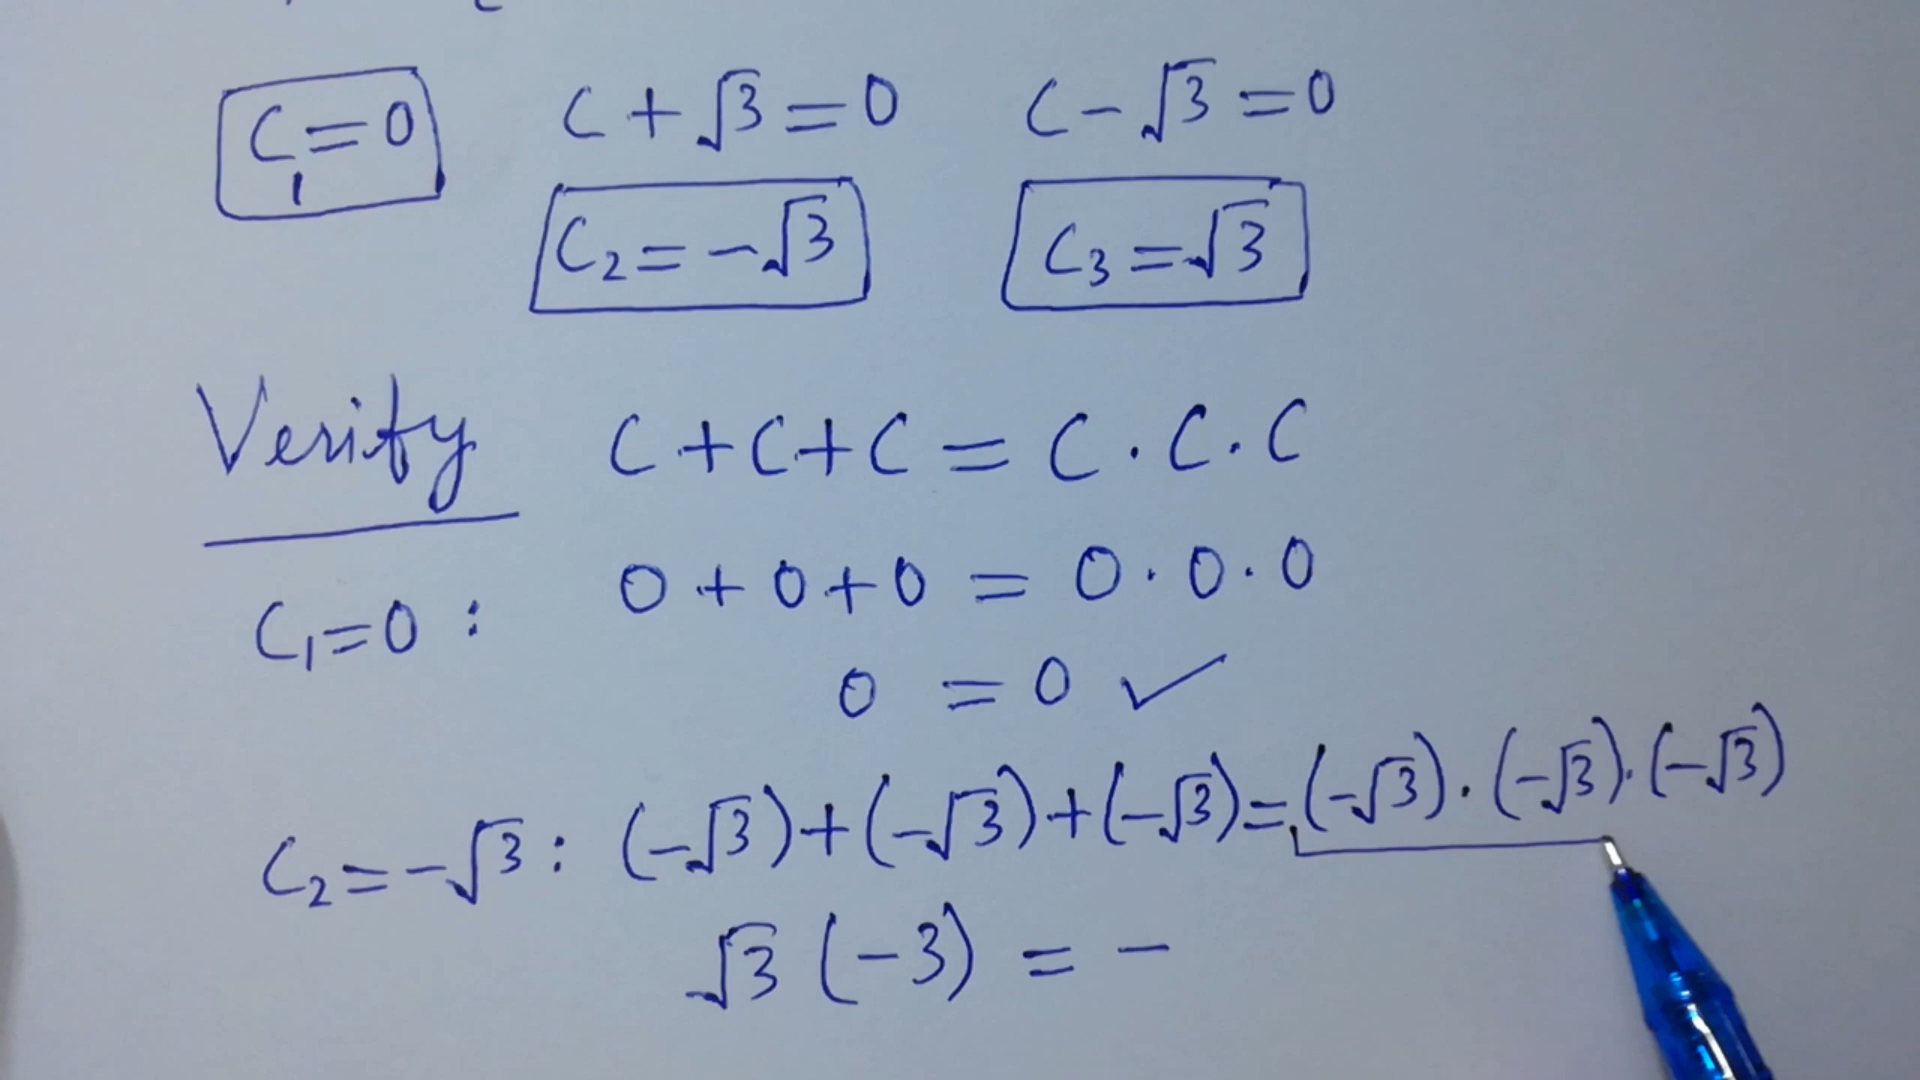 C₁=0 C+√3=0 C-√3=0
C₂=-√3 C₃=√3
Verify C+C+C=C·C·C
C₁=0: 0+0+0=0·0·0
0=0 ✓
C₂=-√3: (-√3)+(-√3)+(-√3)=(-√3)·(-√3)·(-√3)
√3(-3)=-